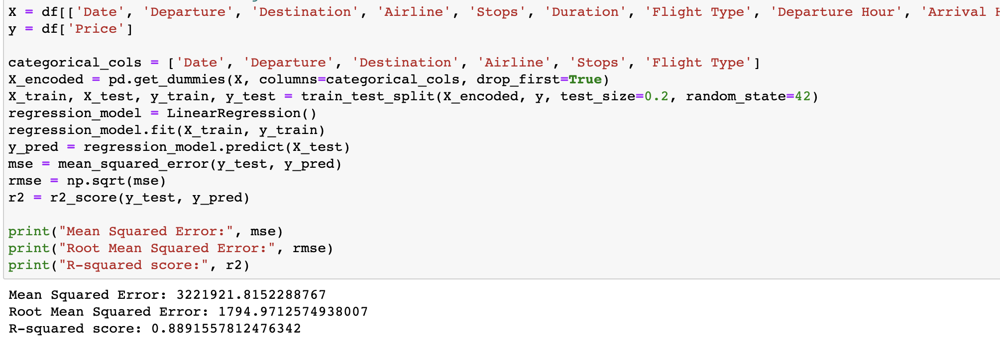 X = df[['Date', 'Departure', 'Destination', 'Airline', 'Stops', 'Duration', 'Flight Type', 'Departure Hour', 'Arrival
y = df['Price']
categorical_cols = ['Date', 'Departure', 'Destination', 'Airline', 'Stops', 'Flight Type']
X_encoded = pd.get_dummies(X, columns=categorical_cols, drop_first=True)
X_train, X_test, y_train, y_test = train_test_split(X_encoded, y, test_size=0.2, random_state=42)
regression_model = LinearRegression()
regression_model.fit(X_train, y_train)
y_pred = regression_model.predict(X_test)
mse = mean_squared_error(y_test, y_pred)
rmse = np.sqrt(mse)
r2 = r2_score(y_test, y_pred)
print("Mean Squared Error:", mse)
print("Root Mean Squared Error:", rmse)
print("R-squared score:", r2)
Mean Squared Error: 3221921.8152288767
Root Mean Squared Error: 1794.9712574938007
R-squared score: 0.8891557812476342